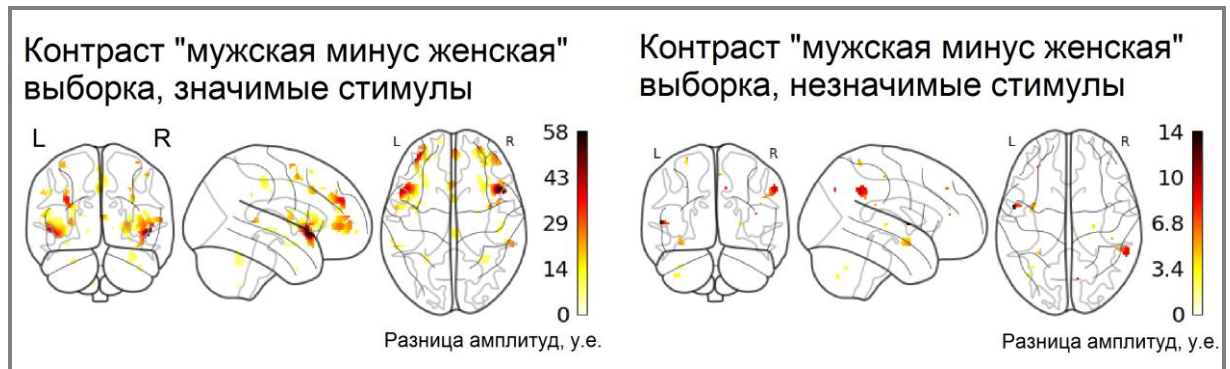 Контраст "мужская минус женская"
выборка, значимые стимулы
L R
L R
58
43
29
14
0
Разница амплитуд, у.е.
Контраст "мужская минус женская"
выборка, незначимые стимулы
L R
L R
14
10
6.8
3.4
0
Разница амплитуд, у.е.